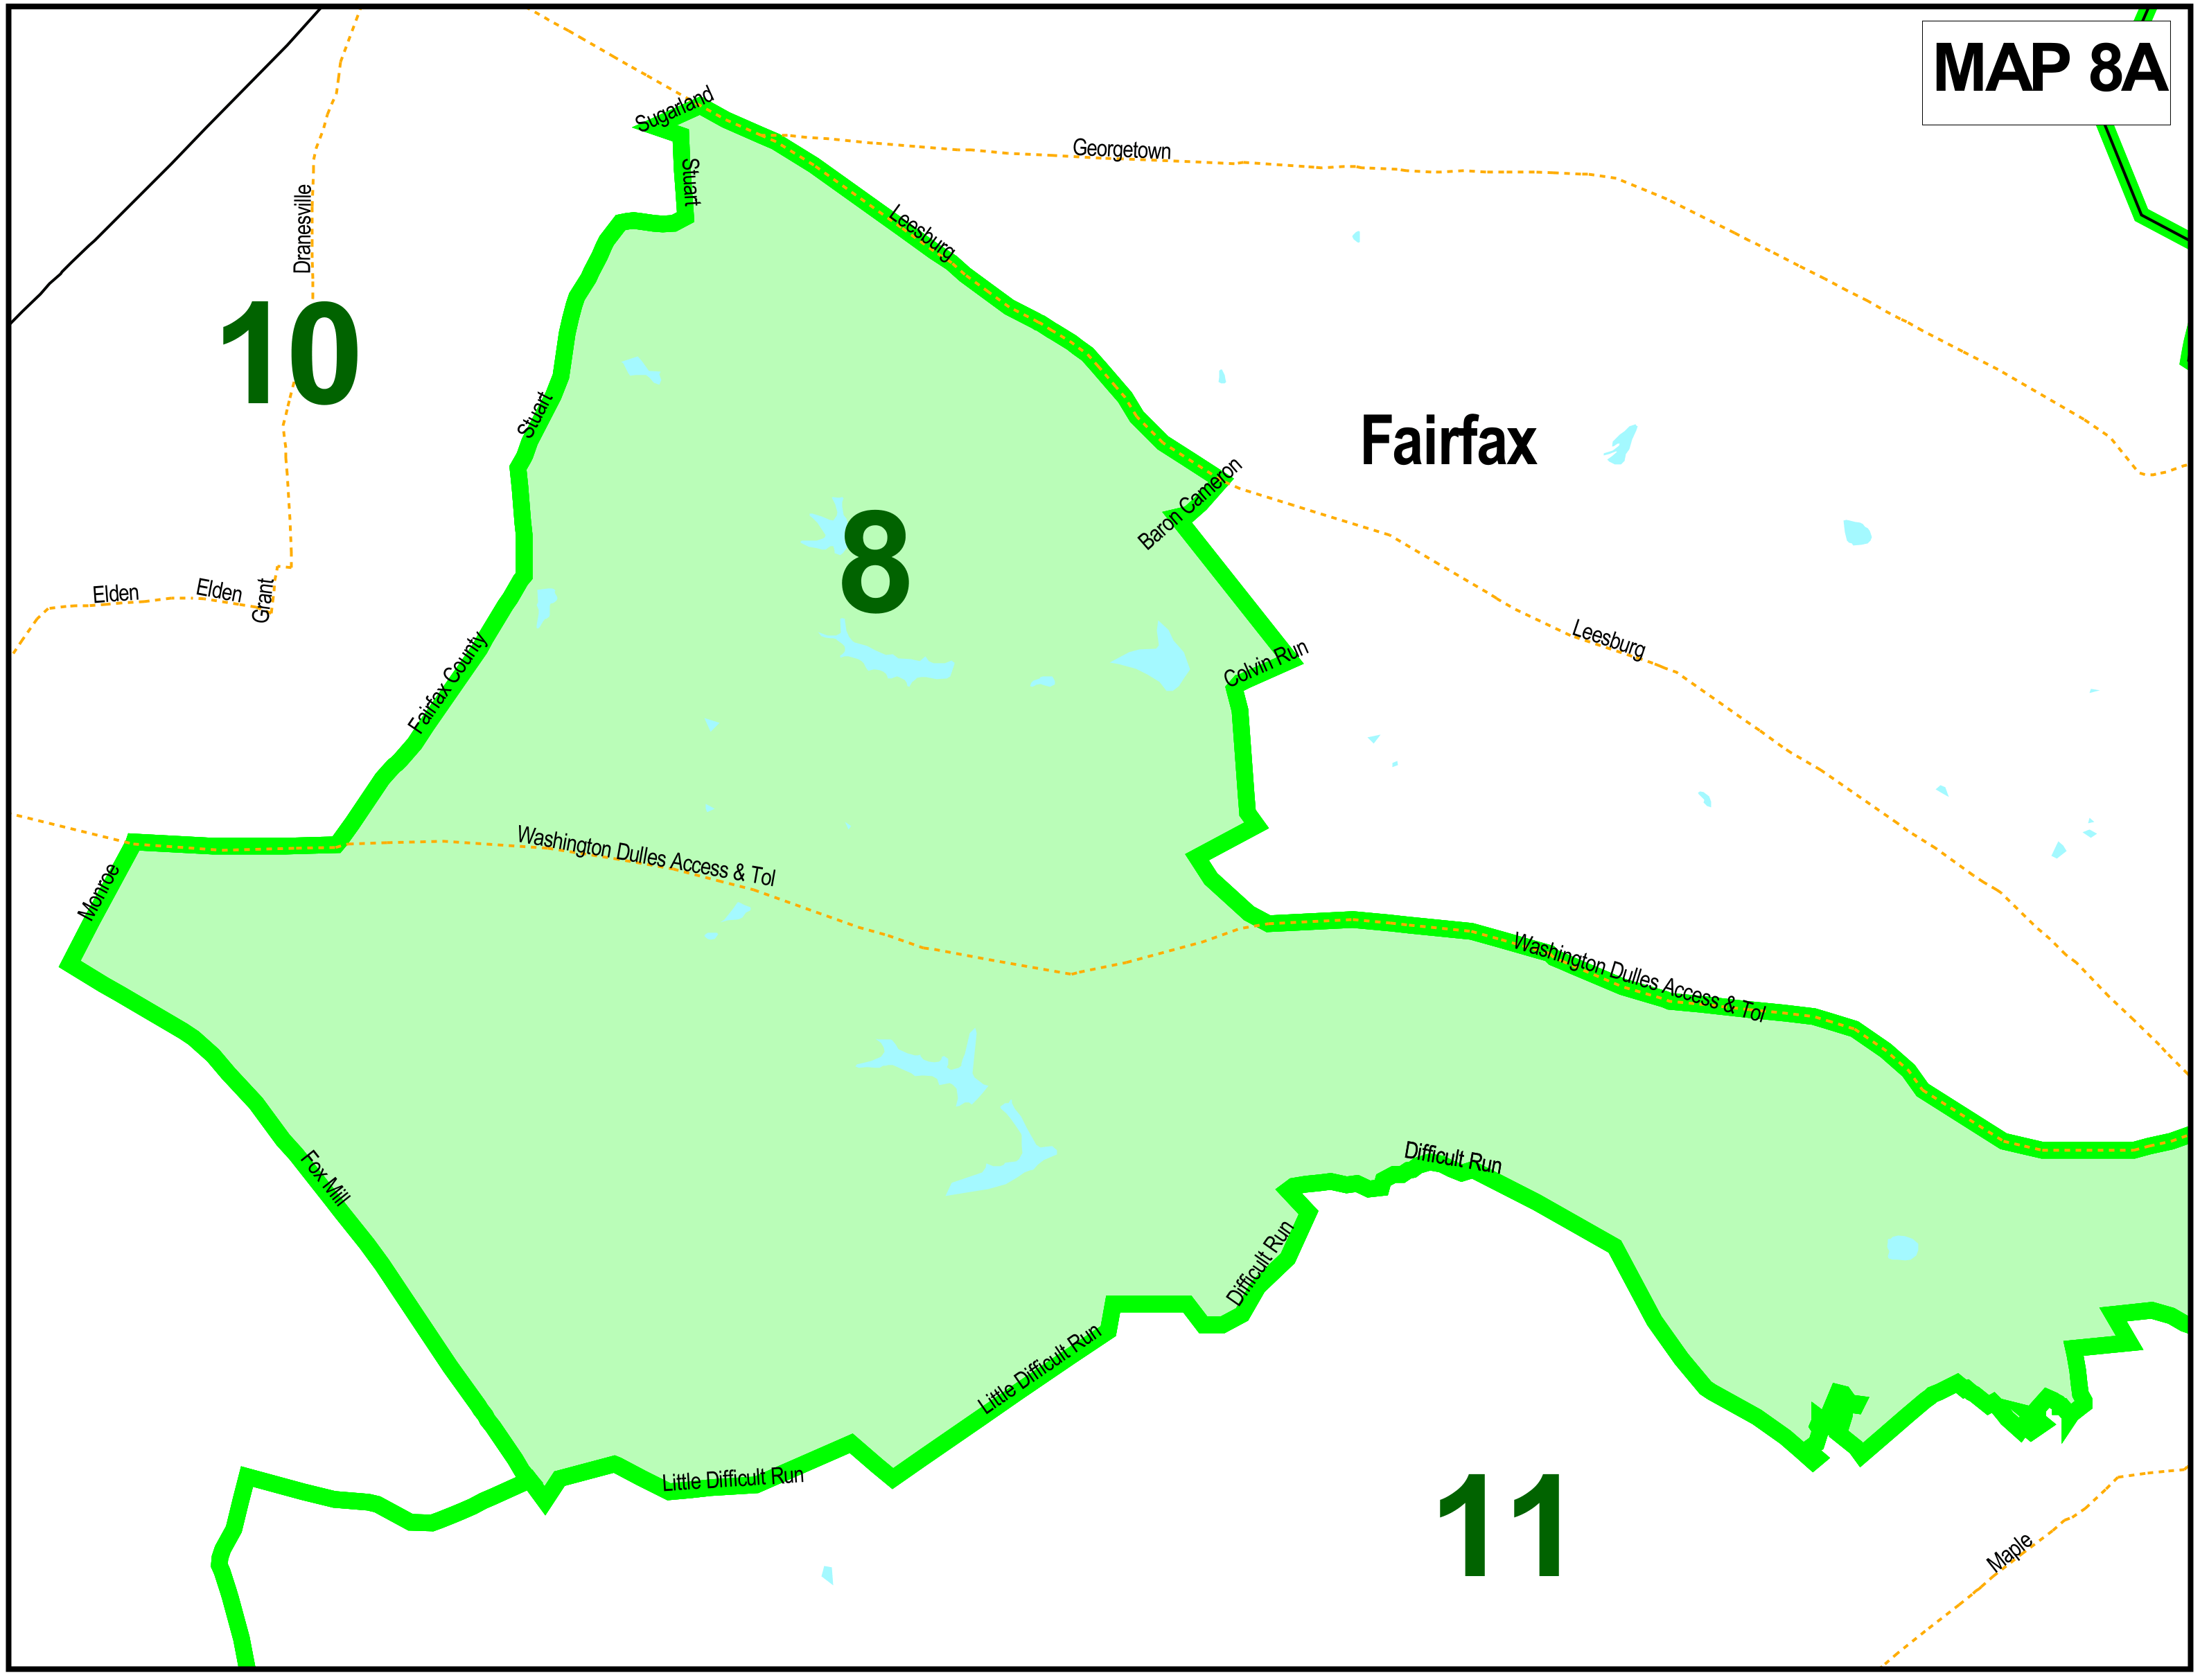 MAP 8A
Sugarland
Georgetown
Stuart
Dranesville
Leesburg
10
Stuart
Fairfax
Baron Cameron
8
Elden
Elden
Grant
Leesburg
Colvin Run
Fairfax County
Washington Dulles Access & Tol
Monroe
Washington Dulles Access & Tol
Fox Mill
Difficult Run
Difficult Run
Little Difficult Run
Little Difficult Run
11
Maple